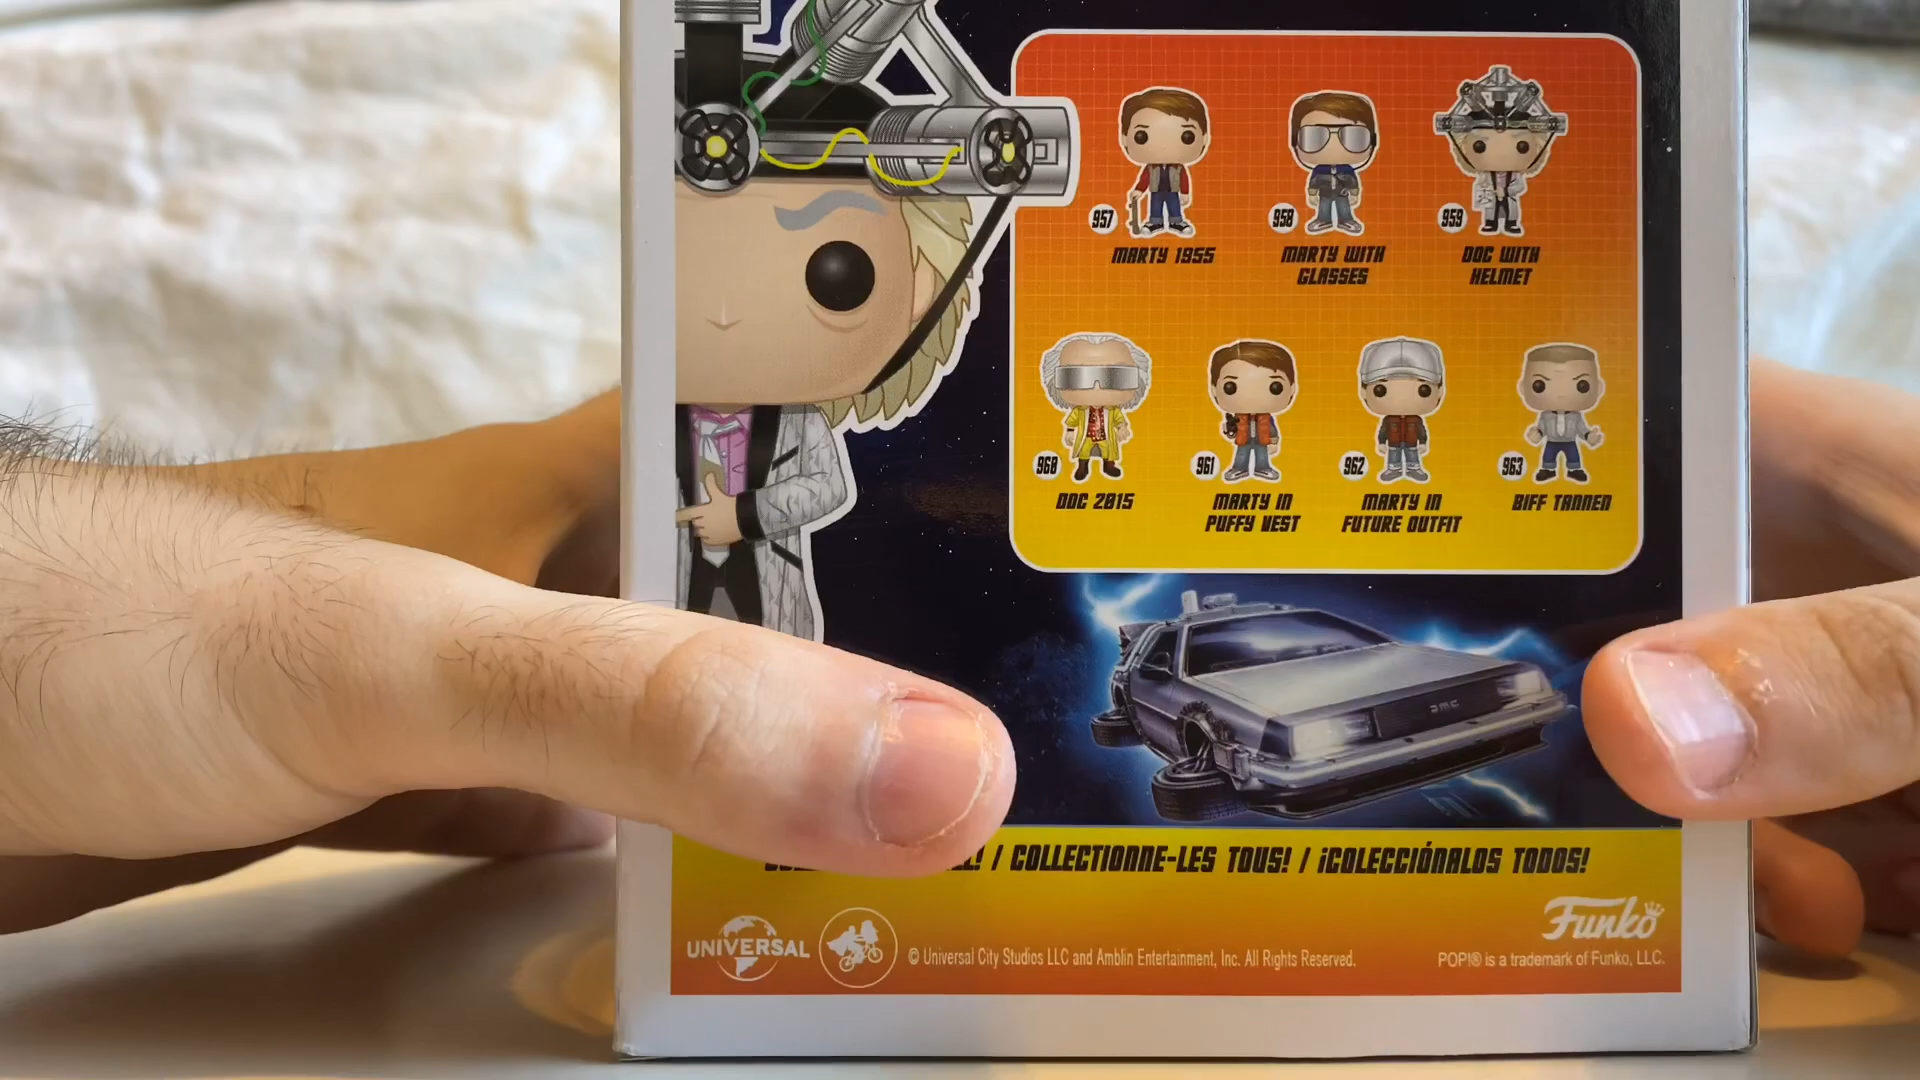 957
MARTY 1955
958
MARTY WITH
GLASSES
959
DOC WITH
HELMET
960
DOC 2015
961
MARTY IN
PUFFY VEST
962
MARTY IN
FUTURE OUTFIT
963
BIFF TANNEN
DMC
/ COLLECTIONNE-LES TOUS! / ¡COLECCIÓNALOS TODOS!
UNIVERSAL
© Universal City Studios LLC and Amblin Entertainment, Inc. All Rights Reserved.
Funko
POP!® is a trademark of Funko, LLC.